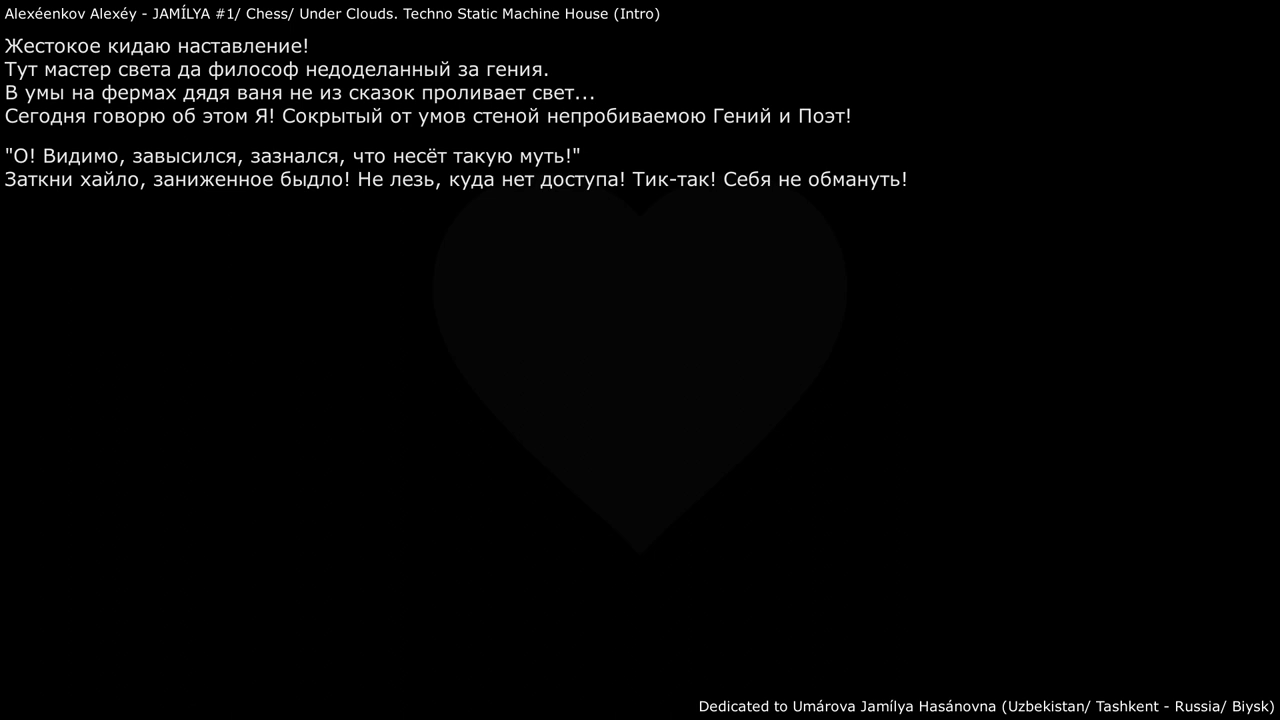 Alexéenkov Alexéy - JAMÍLYA #1/ Chess/ Under Clouds. Techno Static Machine House (Intro)
Жестокое кидаю наставление!
Тут мастер света да философ недоделанный за гения.
В умы на фермах дядя ваня не из сказок проливает свет...
Сегодня говорю об этом Я! Сокрытый от умов стеной непробиваемою Гений и Поэт!
"О! Видимо, завысился, зазнался, что несёт такую муть!"
Заткни хайло, заниженное быдло! Не лезь, куда нет доступа! Тик-так! Себя не обмануть!
Dedicated to Umárova Jamílya Hasánovna (Uzbekistan/ Tashkent - Russia/ Biysk)